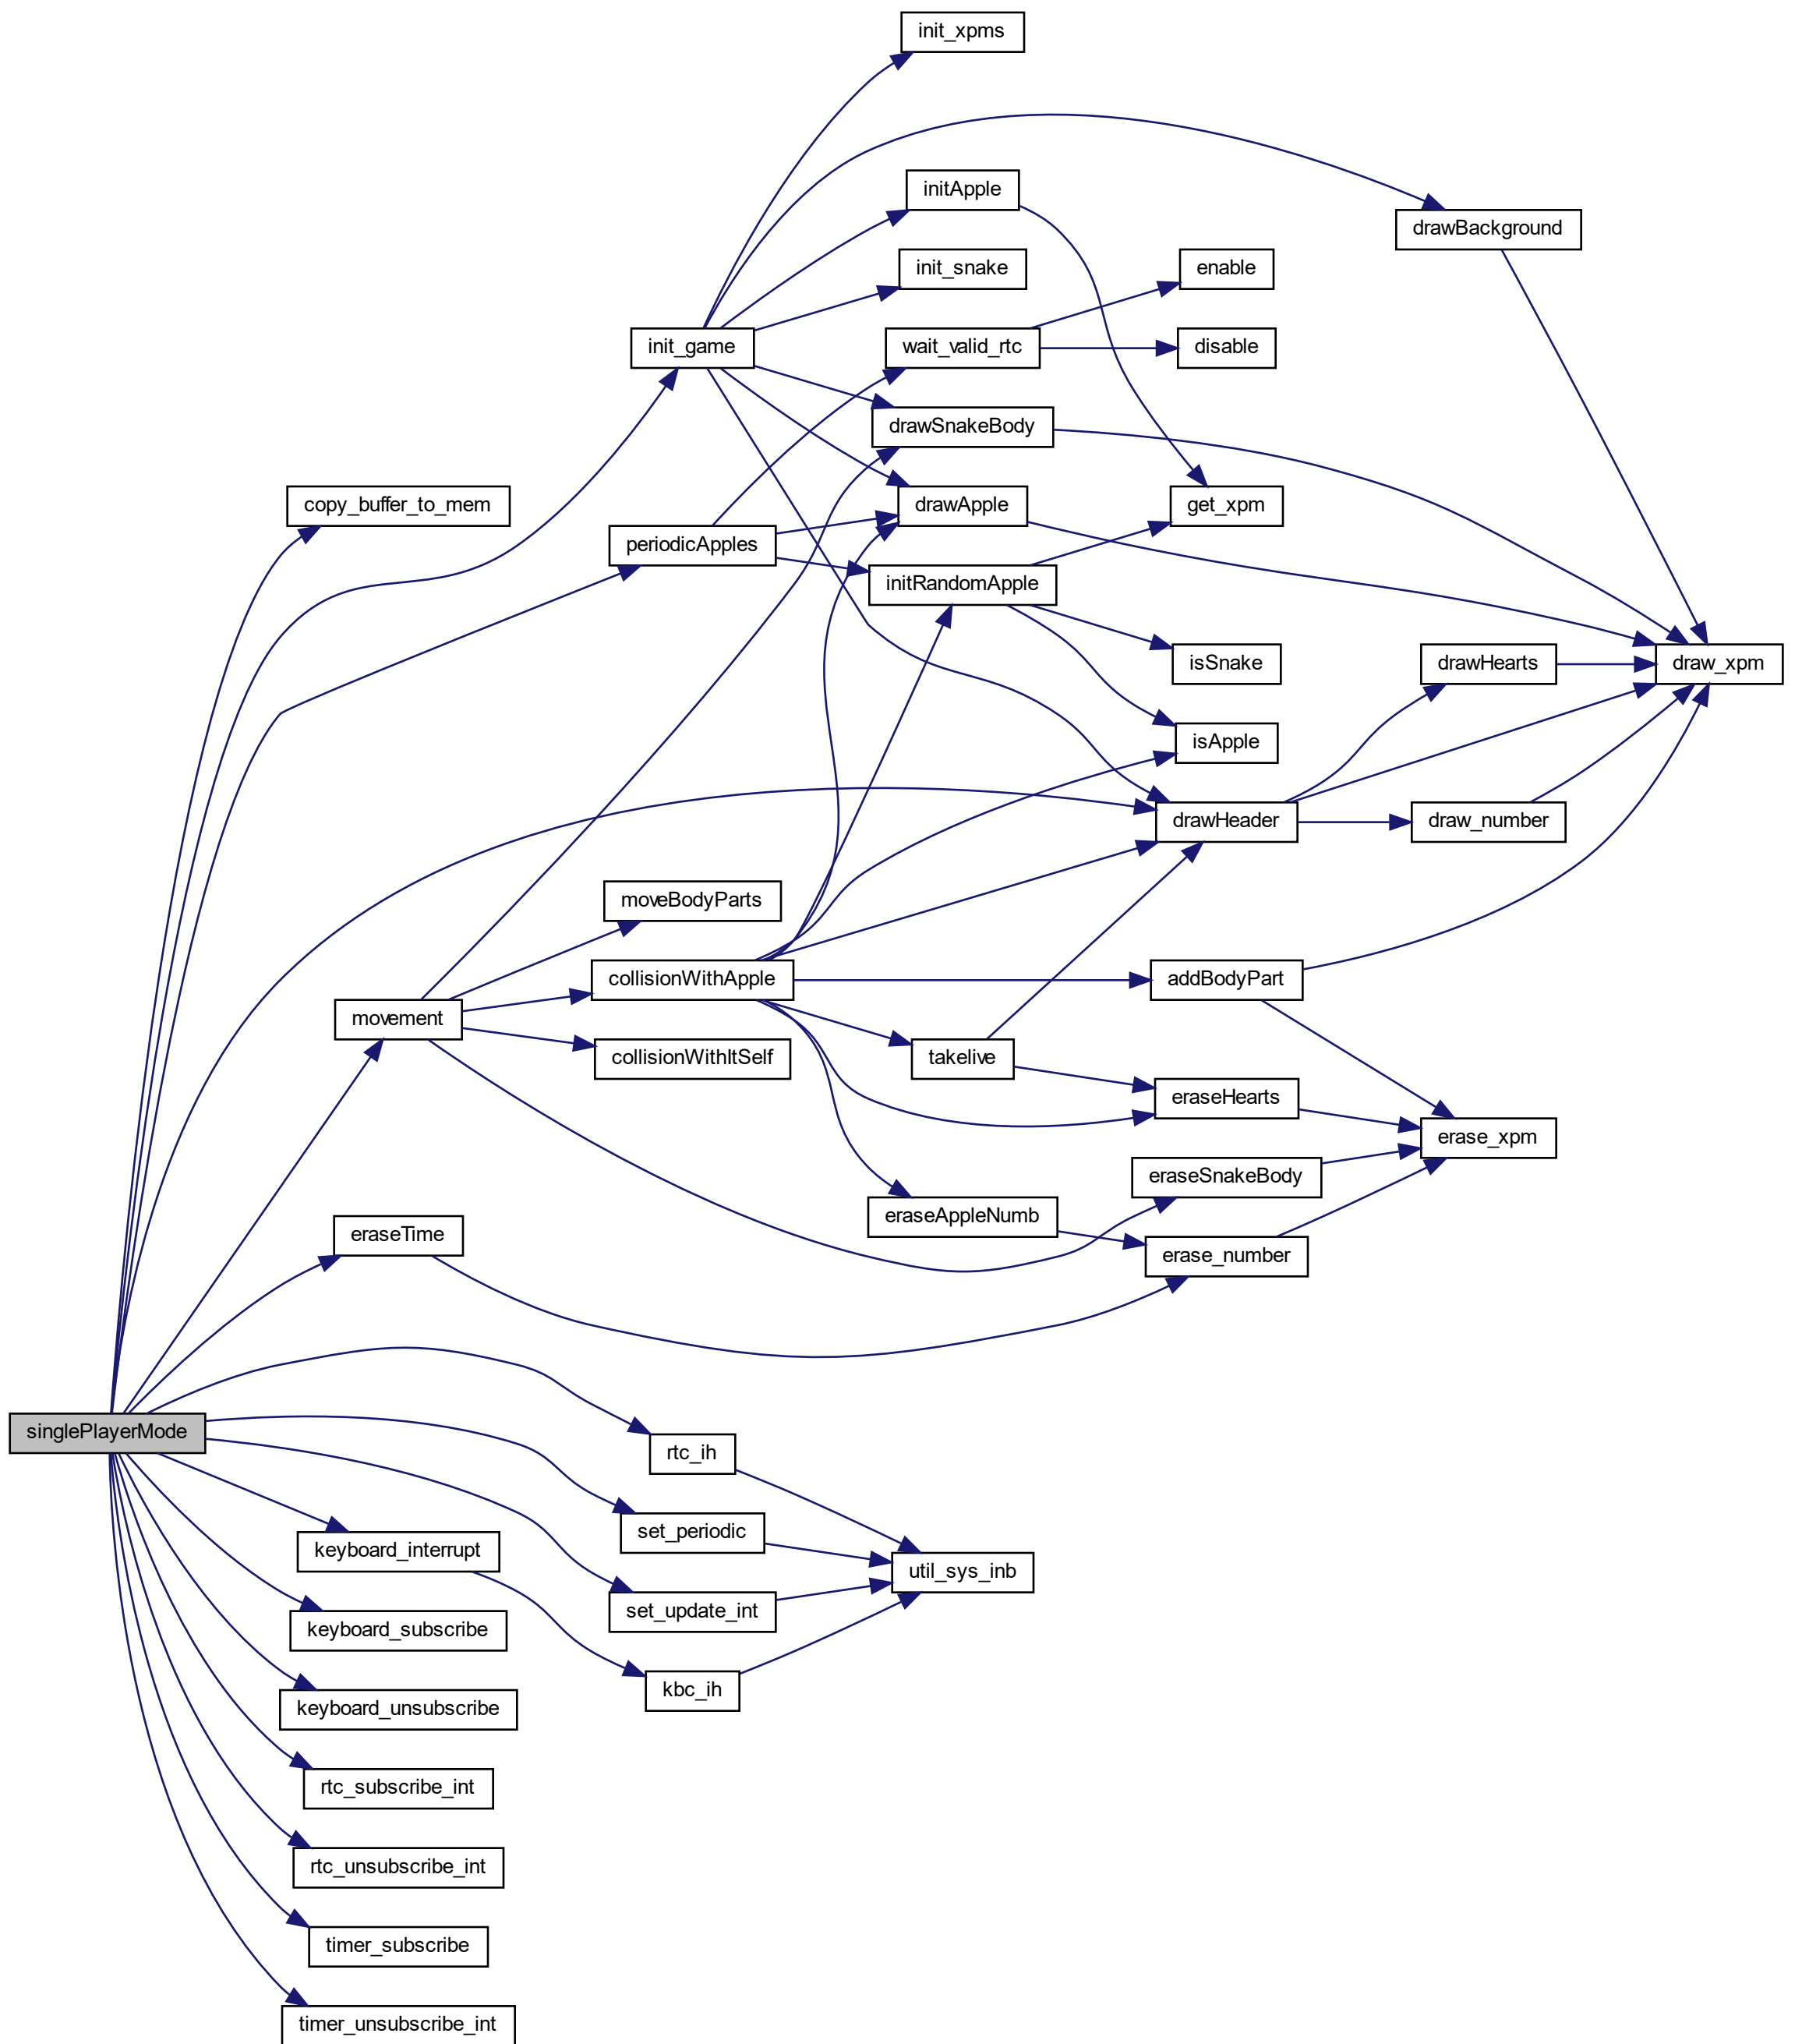 init_xpms
initApple
drawBackground
init_snake
enable
init_game
wait_valid_rtc
disable
drawSnakeBody
copy_buffer_to_mem
drawApple
get_xpm
periodicApples
initRandomApple
isSnake
drawHearts
draw_xpm
isApple
drawHeader
draw_number
moveBodyParts
collisionWithApple
addBodyPart
movement
collisionWithItSelf
takelive
eraseHearts
erase_xpm
eraseSnakeBody
eraseAppleNumb
eraseTime
erase_number
singlePlayerMode
rtc_ih
set_periodic
keyboard_interrupt
util_sys_inb
set_update_int
keyboard_subscribe
kbc_ih
keyboard_unsubscribe
rtc_subscribe_int
rtc_unsubscribe_int
timer_subscribe
timer_unsubscribe_int